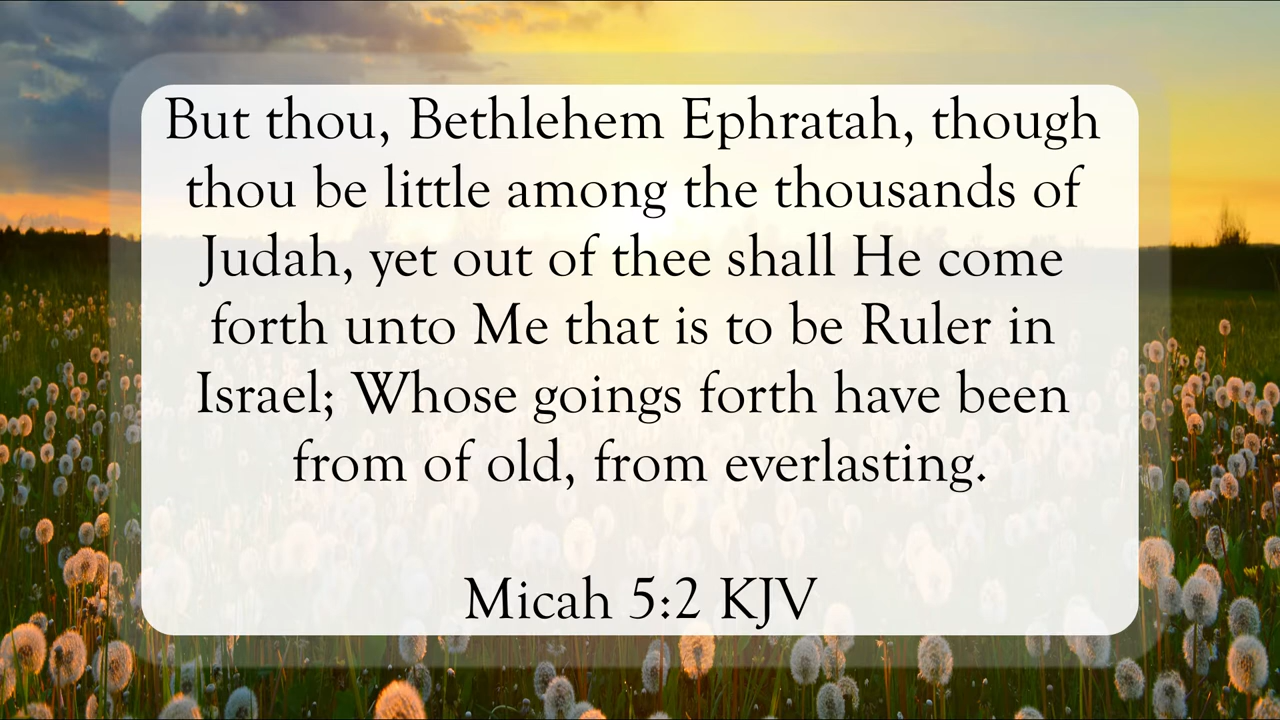 But thou, Bethlehem Ephratah, though
thou be little among the thousands of
Judah, yet out of thee shall He come
forth unto Me that is to be Ruler in
Israel; Whose goings forth have been
from of old, from everlasting.
Micah 5:2 KJV